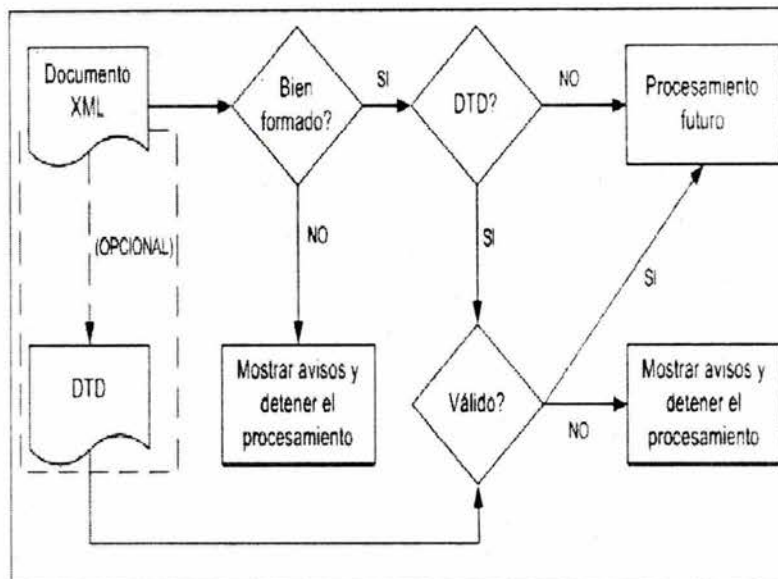 Documento
XML
Bien
formado?
SI
DTD?
NO
Procesamiento
futuro
(OPCIONAL)
NO
SI
SI
DTD
Mostrar avisos y
detener el
procesamiento
Válido?
NO
Mostrar avisos y
detener el
procesamiento